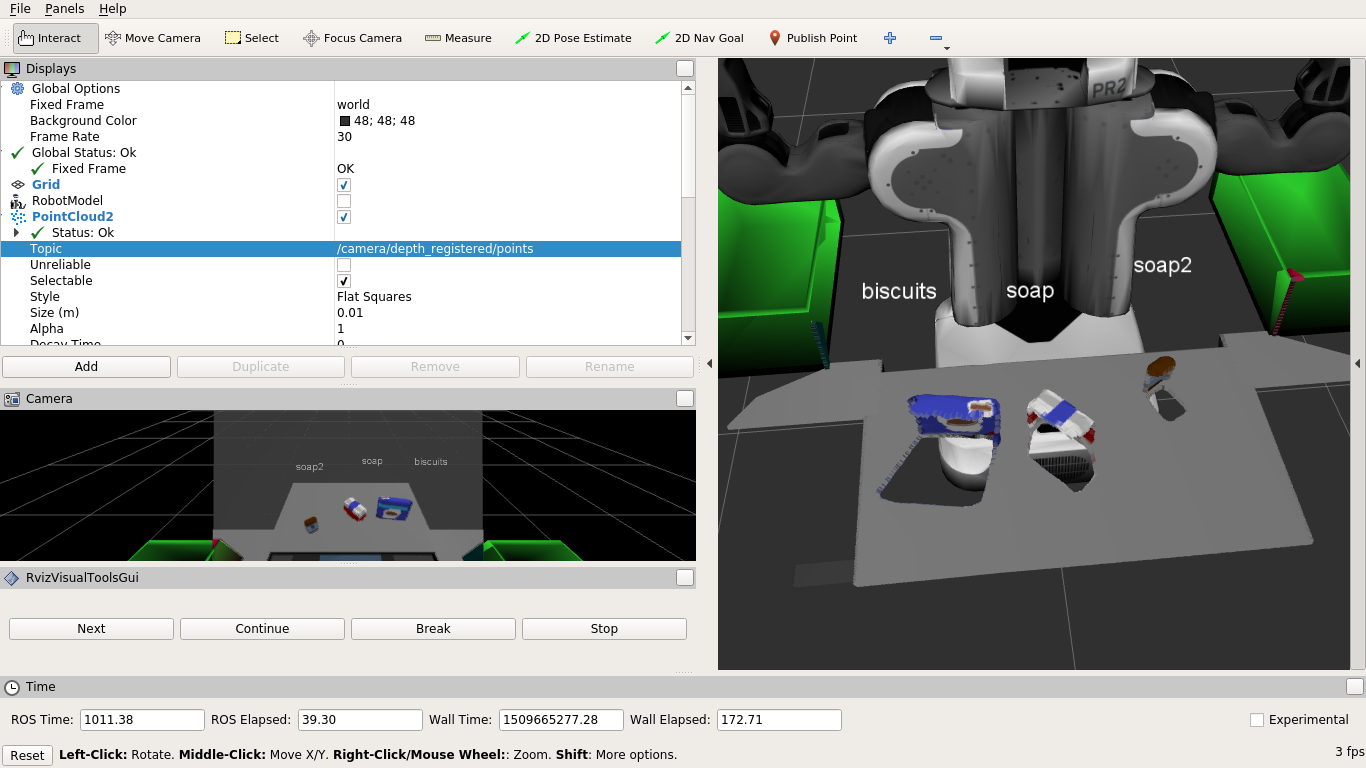 File Panels Help
Interact Move Camera Select Focus Camera Measure 2D Pose Estimate 2D Nav Goal Publish Point
Displays
Global Options
Fixed Frame world
Background Color 48; 48; 48
Frame Rate 30
Global Status: Ok
Fixed Frame OK
Grid
RobotModel
PointCloud2
Status: Ok
Topic /camera/depth_registered/points
Unreliable
Selectable
Style Flat Squares
Size (m) 0.01
Alpha 1
Decay Time 0
Add Duplicate Remove Rename
Camera
soap2 soap biscuits
RvizVisualToolsGui
Next Continue Break Stop
PR2
biscuits soap soap2
Time
ROS Time: 1011.38 ROS Elapsed: 39.30 Wall Time: 1509665277.28 Wall Elapsed: 172.71 Experimental
Reset Left-Click: Rotate. Middle-Click: Move X/Y. Right-Click/Mouse Wheel:: Zoom. Shift: More options. 3 fps